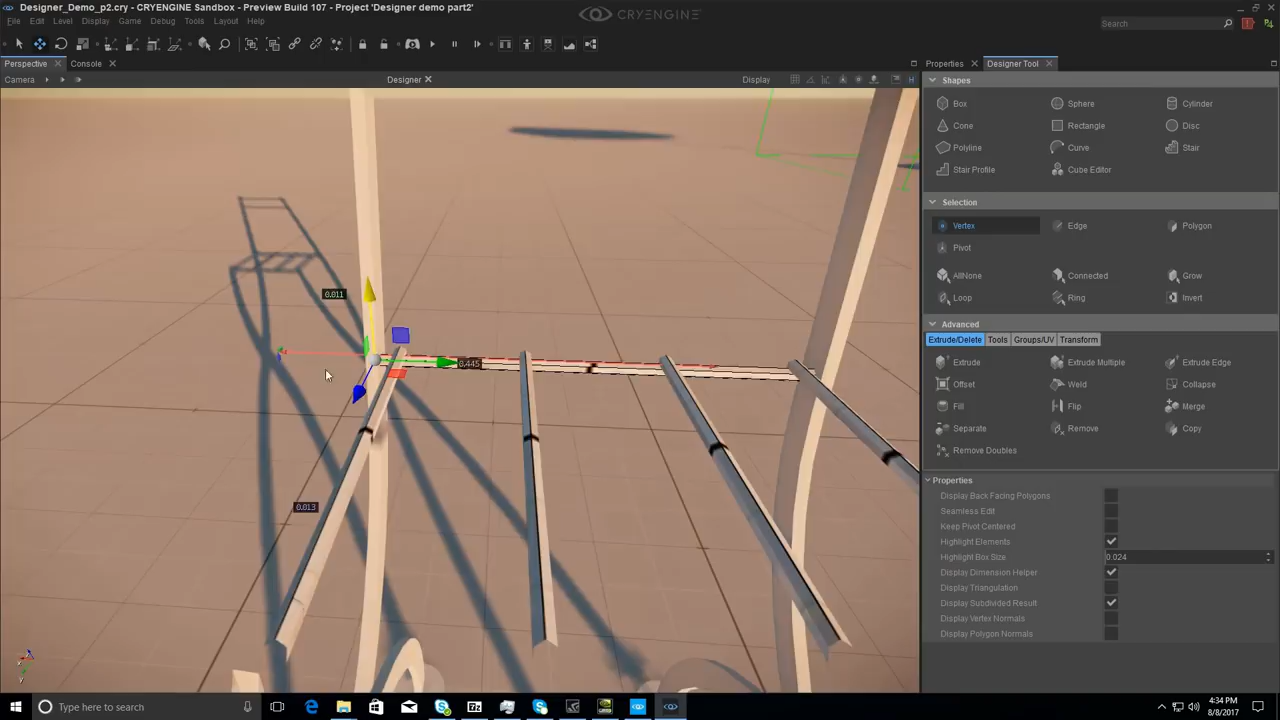 Designer_Demo_p2.cry - CRYENGINE Sandbox - Preview Build 107 - Project 'Designer demo part2'
CRYENGINE
File Edit Level Display Game Debug Tools Layout Help
Search
Perspective
Console
Properties
Designer Tool
Camera
Designer
Display
Shapes
Box
Sphere
Cylinder
Cone
Rectangle
Disc
Polyline
Curve
Stair
Stair Profile
Cube Editor
Selection
Vertex
Edge
Polygon
Pivot
AllNone
Connected
Grow
Loop
Ring
Invert
Advanced
Extrude/Delete Tools Groups/UV Transform
Extrude
Extrude Multiple
Extrude Edge
Offset
Weld
Collapse
Fill
Flip
Merge
Separate
Remove
Copy
Remove Doubles
Properties
Display Back Facing Polygons
Seamless Edit
Keep Pivot Centered
Highlight Elements
Highlight Box Size 0.024
Display Dimension Helper
Display Triangulation
Display Subdivided Result
Display Vertex Normals
Display Polygon Normals
0.011
0.445
0.013
Type here to search
4:34 PM
8/8/2017